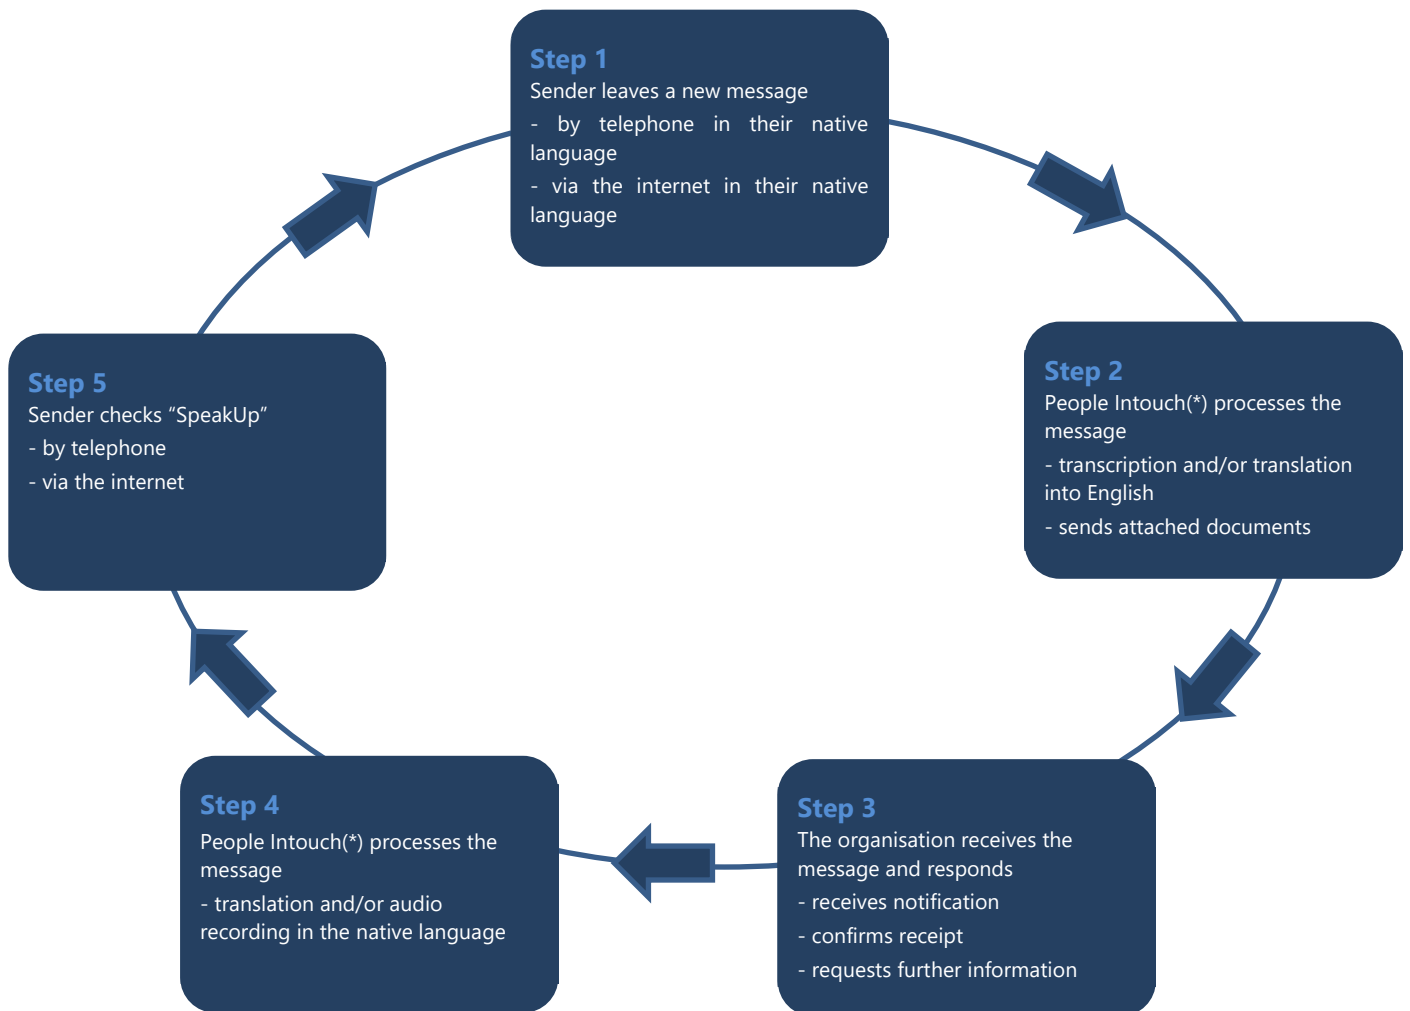 Step 1
Sender leaves a new message
- by telephone in their native
language
- via the internet in their native
language
Step 2
People Intouch(*) processes the
message
- transcription and/or translation
into English
- sends attached documents
Step 3
The organisation receives the
message and responds
- receives notification
- confirms receipt
- requests further information
Step 4
People Intouch(*) processes the
message
- translation and/or audio
recording in the native language
Step 5
Sender checks “SpeakUp”
- by telephone
- via the internet